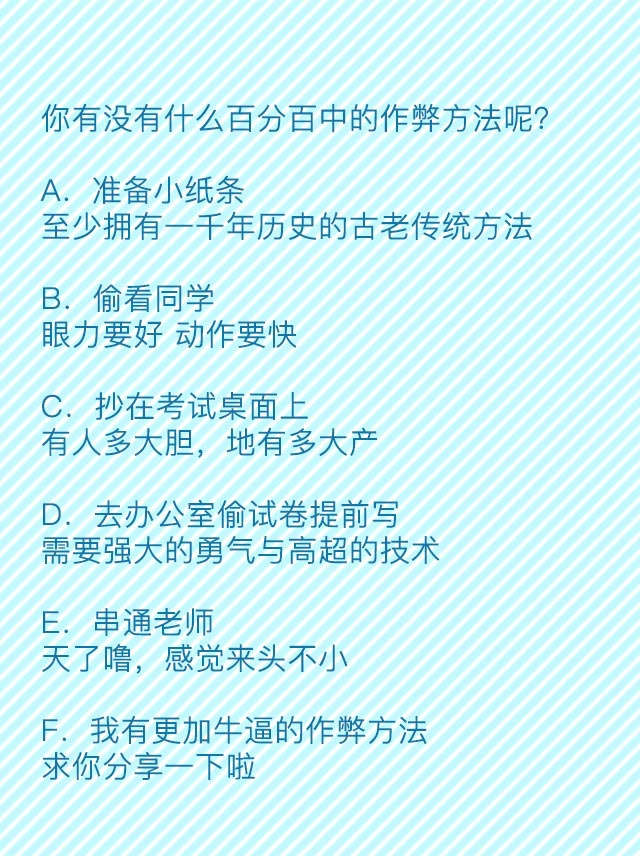 你有没有什么百分百中的作弊方法呢?
A. 准备小纸条
至少拥有一千年历史的古老传统方法
B. 偷看同学
眼力要好 动作要快
C. 抄在考试桌面上
有人多大胆，地有多大产
D. 去办公室偷试卷提前写
需要强大的勇气与高超的技术
E. 串通老师
天了噜，感觉来头不小
F. 我有更加牛逼的作弊方法
求你分享一下啦